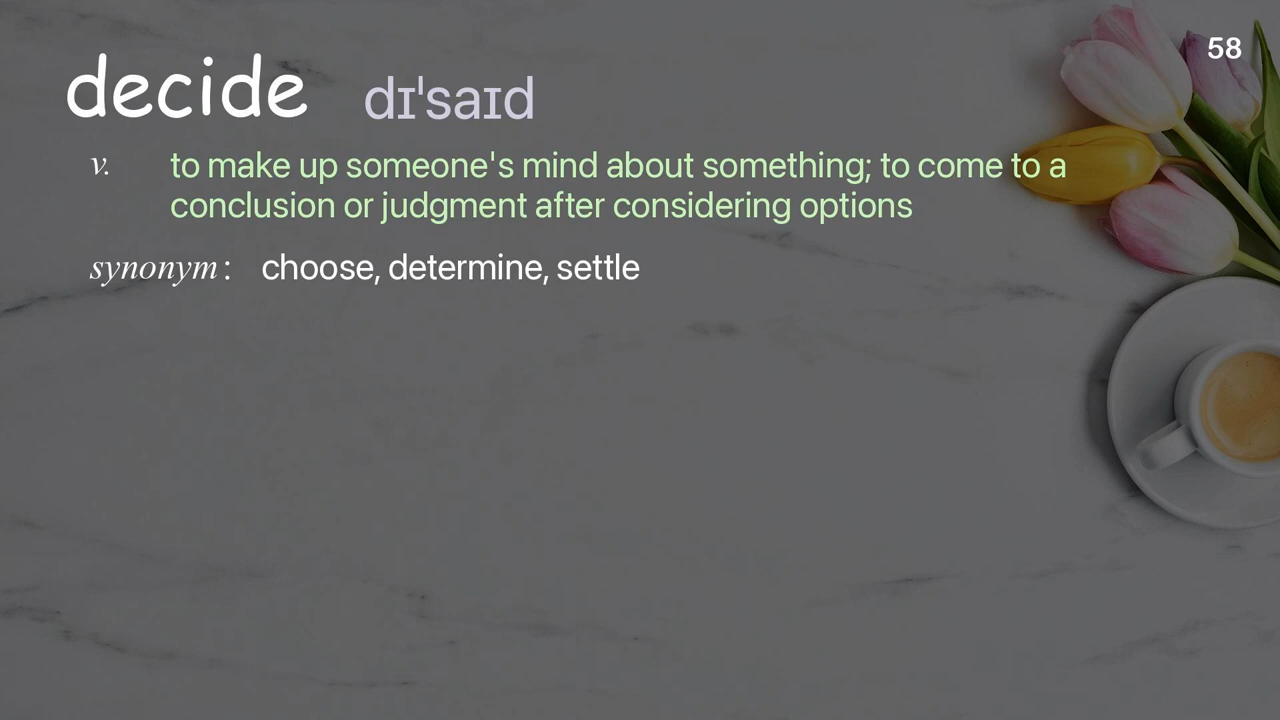 58
decide dɪˈsaɪd
v. to make up someone's mind about something; to come to a
conclusion or judgment after considering options
synonym: choose, determine, settle